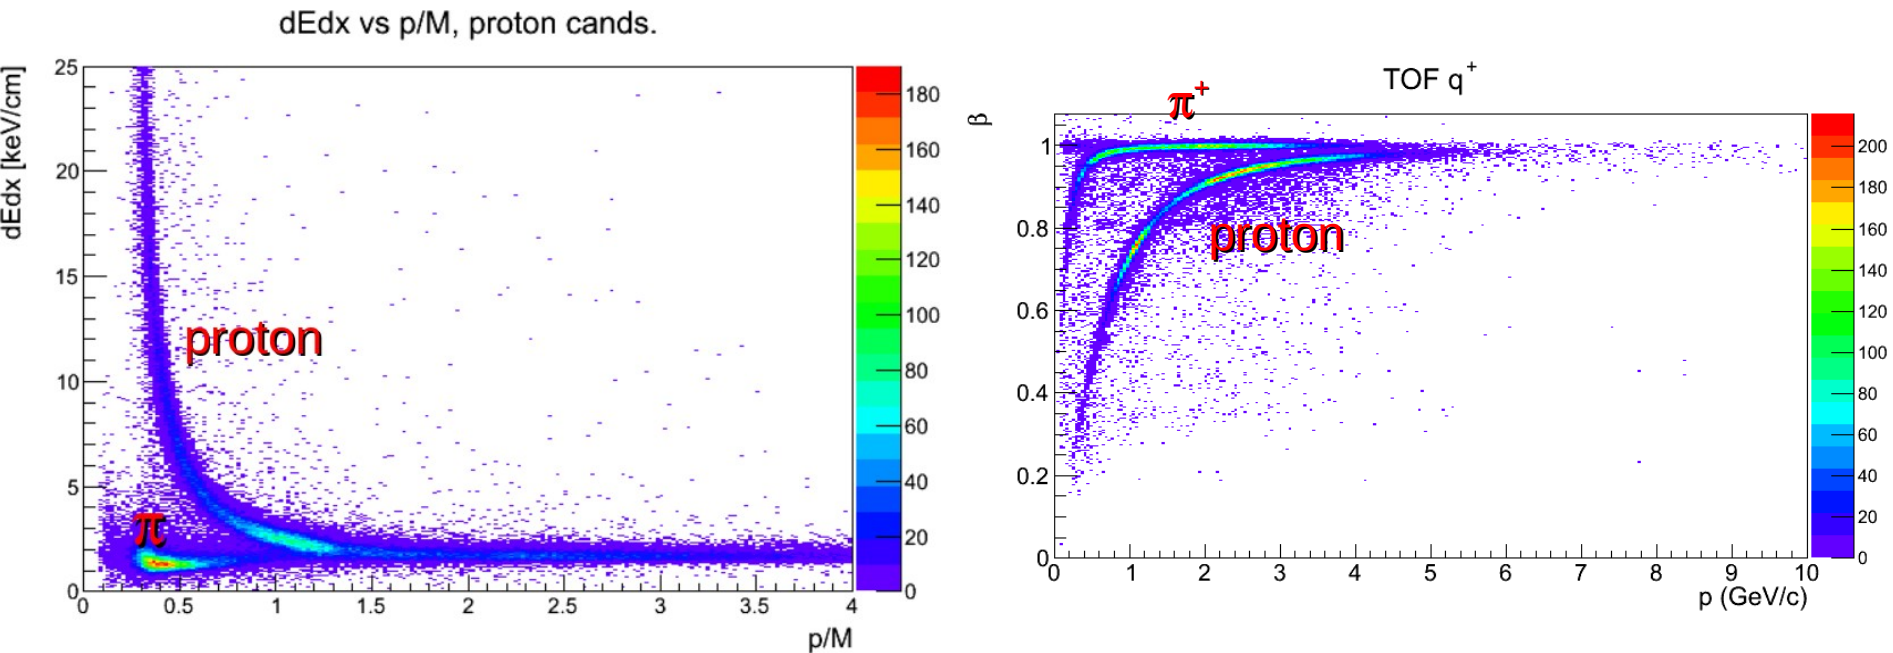 dEdx vs p/M, proton cands.
dEdx [keV/cm]
25
20
15
10
5
0
proton
π
0 0.5 1 1.5 2 2.5 3 3.5 4
p/M
180
160
140
120
100
80
60
40
20
0
TOF q+
π+
β
1
0.8
0.6
0.4
0.2
0
proton
0 1 2 3 4 5 6 7 8 9 10
p (GeV/c)
200
180
160
140
120
100
80
60
40
20
0